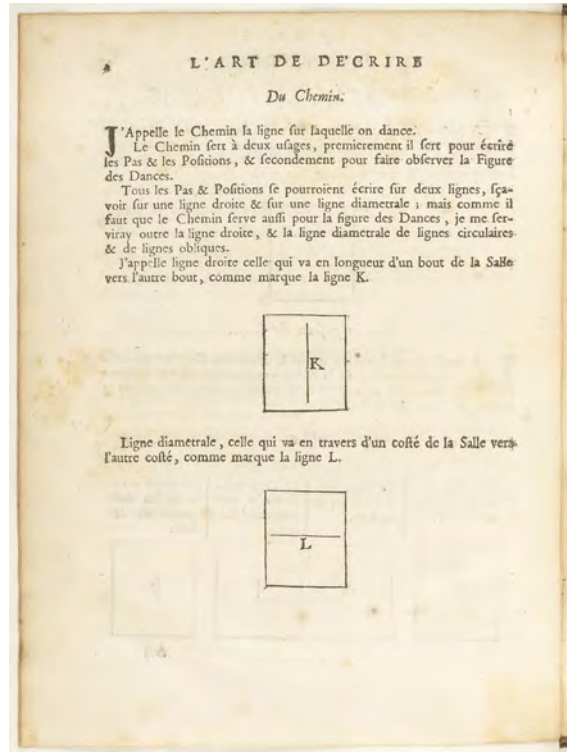 4
L'ART DE DE'CRIRE
Du Chemin.
J'Appelle le Chemin la ligne ſur laquelle on dance.
Le Chemin ſert à deux uſages, premierement il ſert pour écrire
les Pas & les Poſitions, & ſecondement pour faire obſerver la Figure
des Dances.
Tous les Pas & Poſitions ſe pourroient écrire ſur deux lignes, ſça-
voir ſur une ligne droite & ſur une ligne diametrale ; mais comme il
faut que le Chemin ſerve auſſi pour la figure des Dances, je me ſer-
viray outre la ligne droite, & la ligne diametrale de lignes circulaires
& de lignes obliques.
J'appelle ligne droite celle qui va en longueur d'un bout de la Salle
vers l'autre bout, comme marque la ligne K.
K
Ligne diametrale, celle qui va en travers d'un coſté de la Salle vers
l'autre coſté, comme marque la ligne L.
L